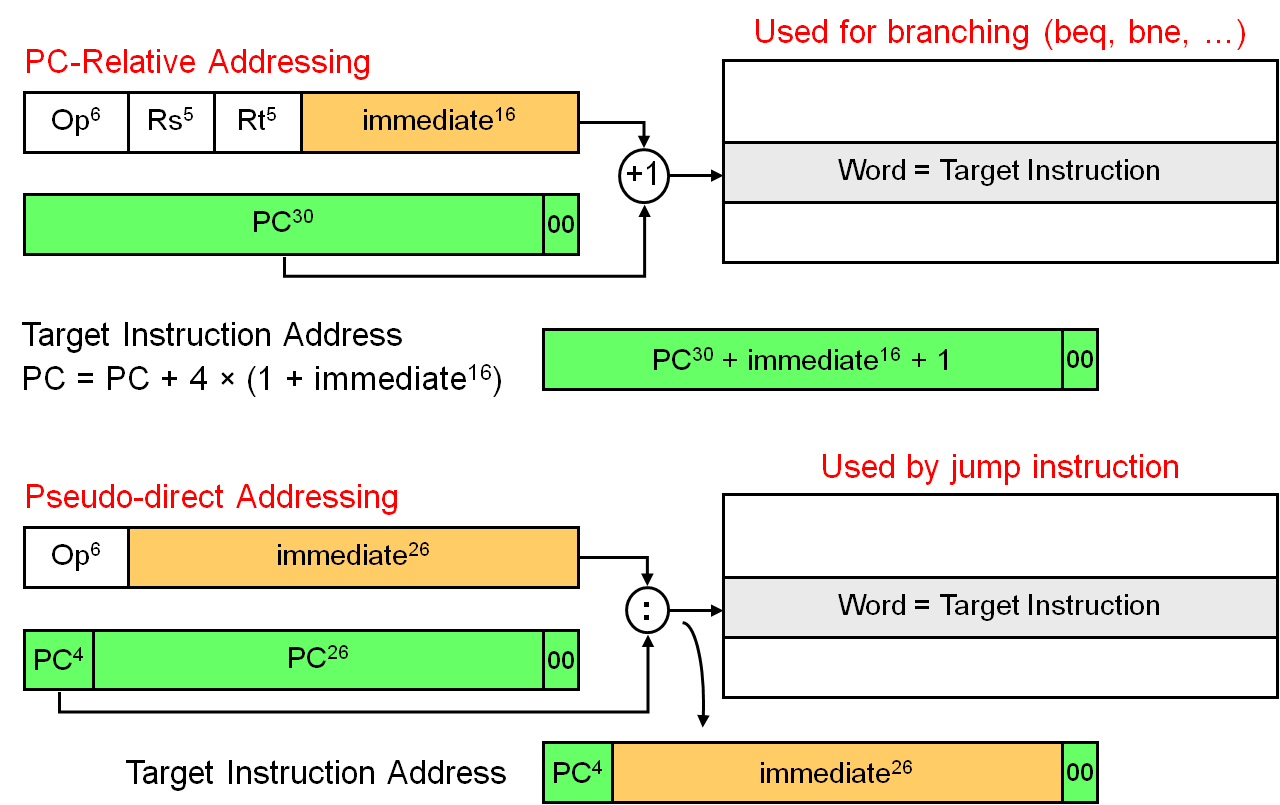 Used for branching (beq, bne, …)
PC-Relative Addressing
Op⁶ Rs⁵ Rt⁵ immediate¹⁶
+1
Word = Target Instruction
PC³⁰ 00
Target Instruction Address
PC = PC + 4 × (1 + immediate¹⁶)
PC³⁰ + immediate¹⁶ + 1 00
Used by jump instruction
Pseudo-direct Addressing
Op⁶ immediate²⁶
:
Word = Target Instruction
PC⁴ PC²⁶ 00
Target Instruction Address
PC⁴ immediate²⁶ 00